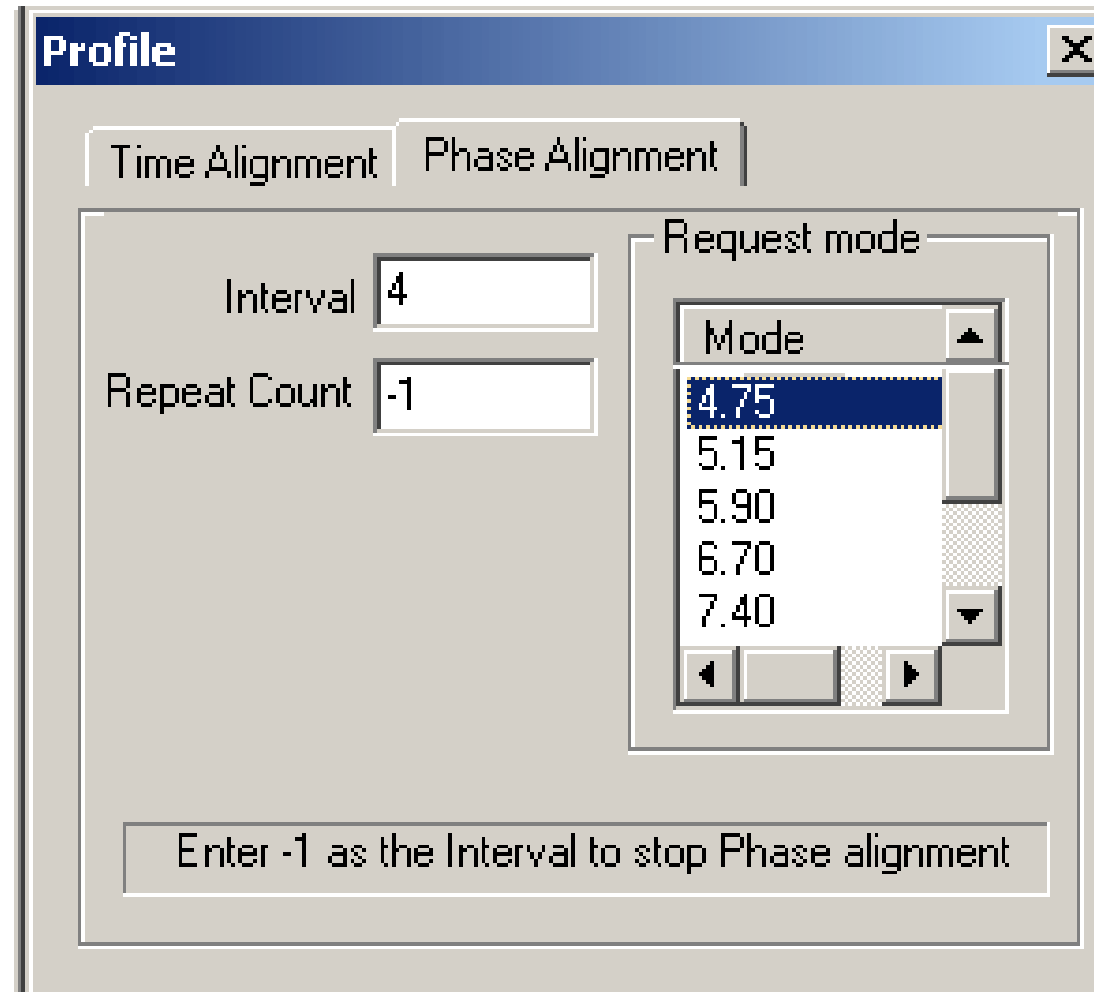 Profile
Time Alignment Phase Alignment
Interval 4
Repeat Count -1
Request mode
Mode
4.75
5.15
5.90
6.70
7.40
Enter -1 as the Interval to stop Phase alignment